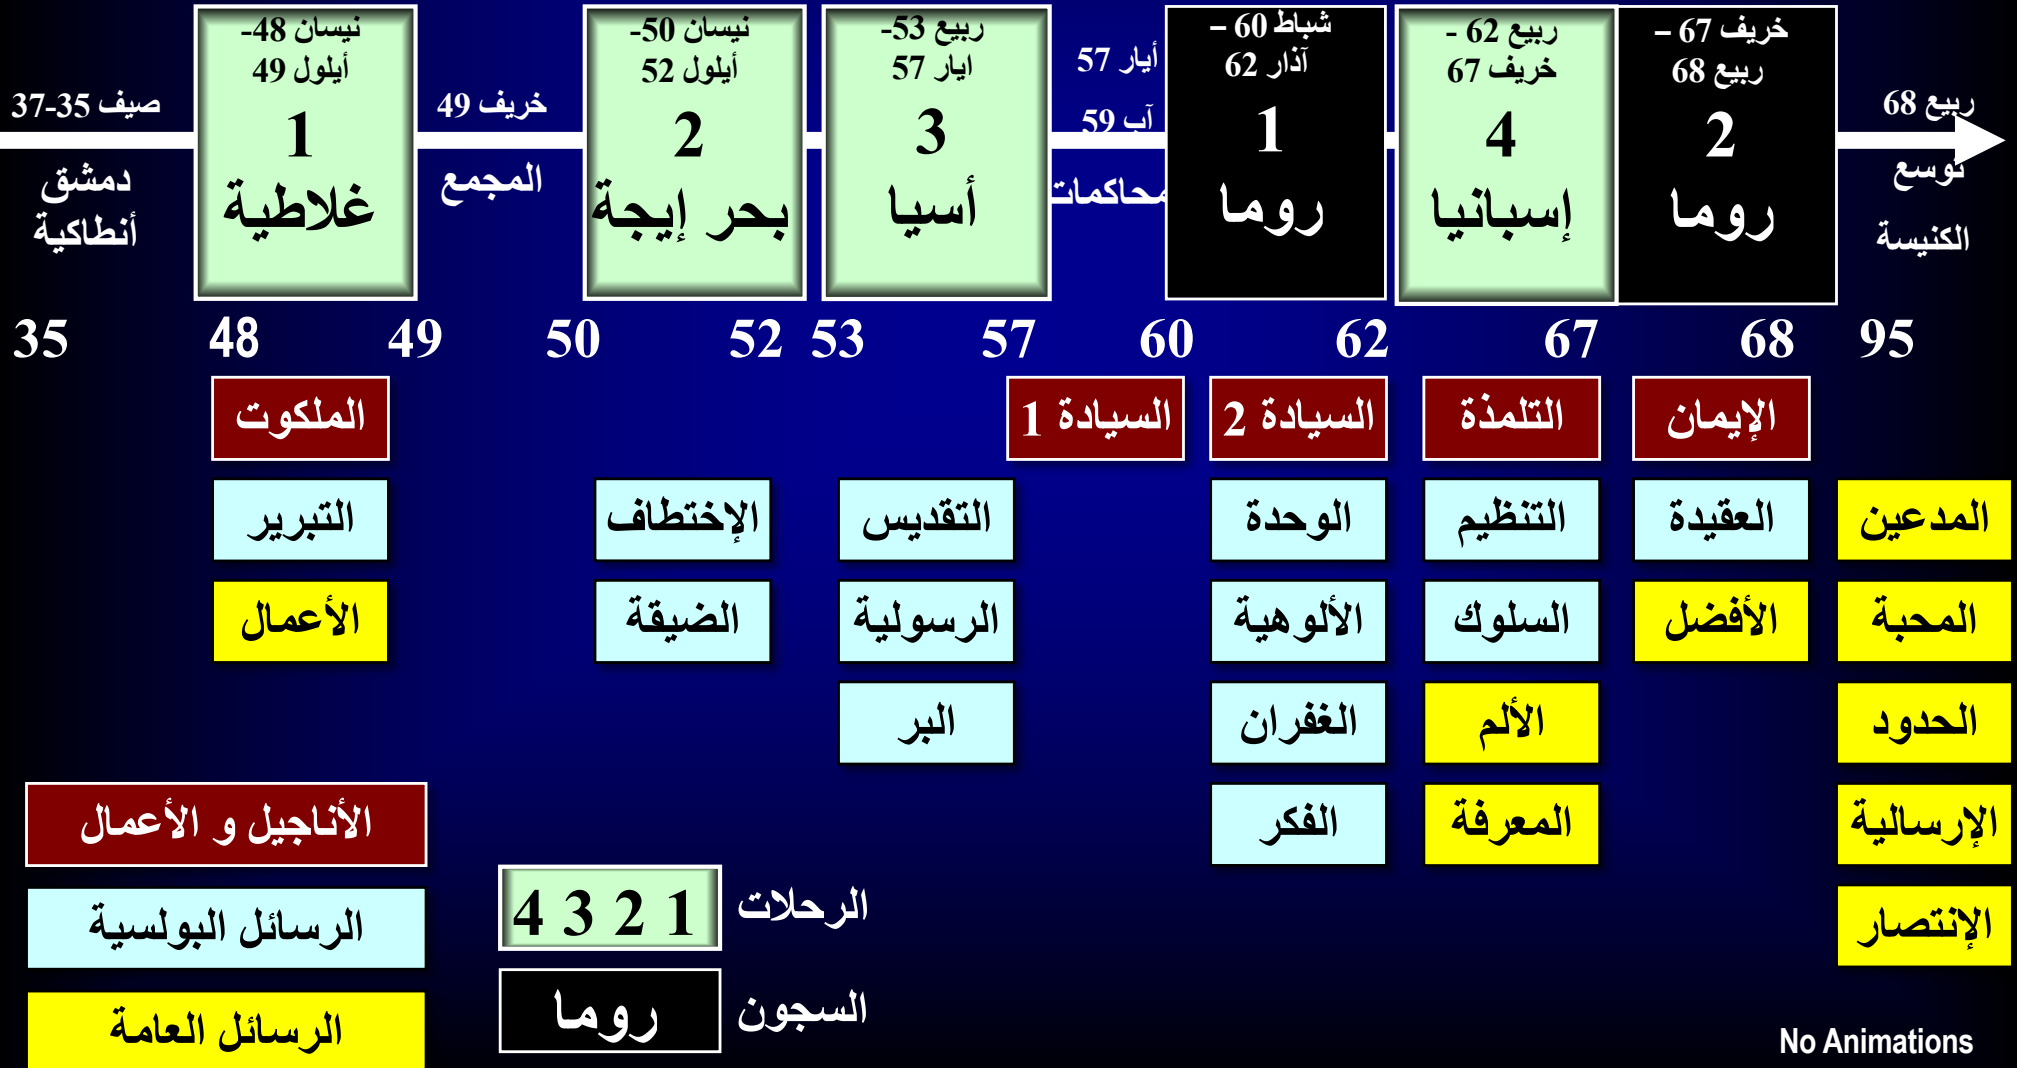 صيف 35-37
دمشق
أنطاكية
نيسان 48-
أيلول 49
1
غلاطية
خريف 49
المجمع
نيسان 50-
أيلول 52
2
بحر إيجة
ربيع 53-
ايار 57
3
أسيا
أيار 57
آب 59
محاكمات
شباط 60 –
آذار 62
1
روما
ربيع 62 -
خريف 67
4
إسبانيا
خريف 67 –
ربيع 68
2
روما
ربيع 68
توسع
الكنيسة
35 48 49 50 52 53 57 60 62 67 68 95
الملكوت
السيادة 1
السيادة 2
التلمذة
الإيمان
التبرير
الإختطاف
التقديس
الوحدة
التنظيم
العقيدة
المدعين
الأعمال
الضيقة
الرسولية
الألوهية
السلوك
الأفضل
المحبة
البر
الغفران
الألم
الحدود
الفكر
المعرفة
الإرسالية
الإنتصار
الأناجيل و الأعمال
الرسائل البولسية
الرسائل العامة
4 3 2 1
الرحلات
روما
السجون
No Animations